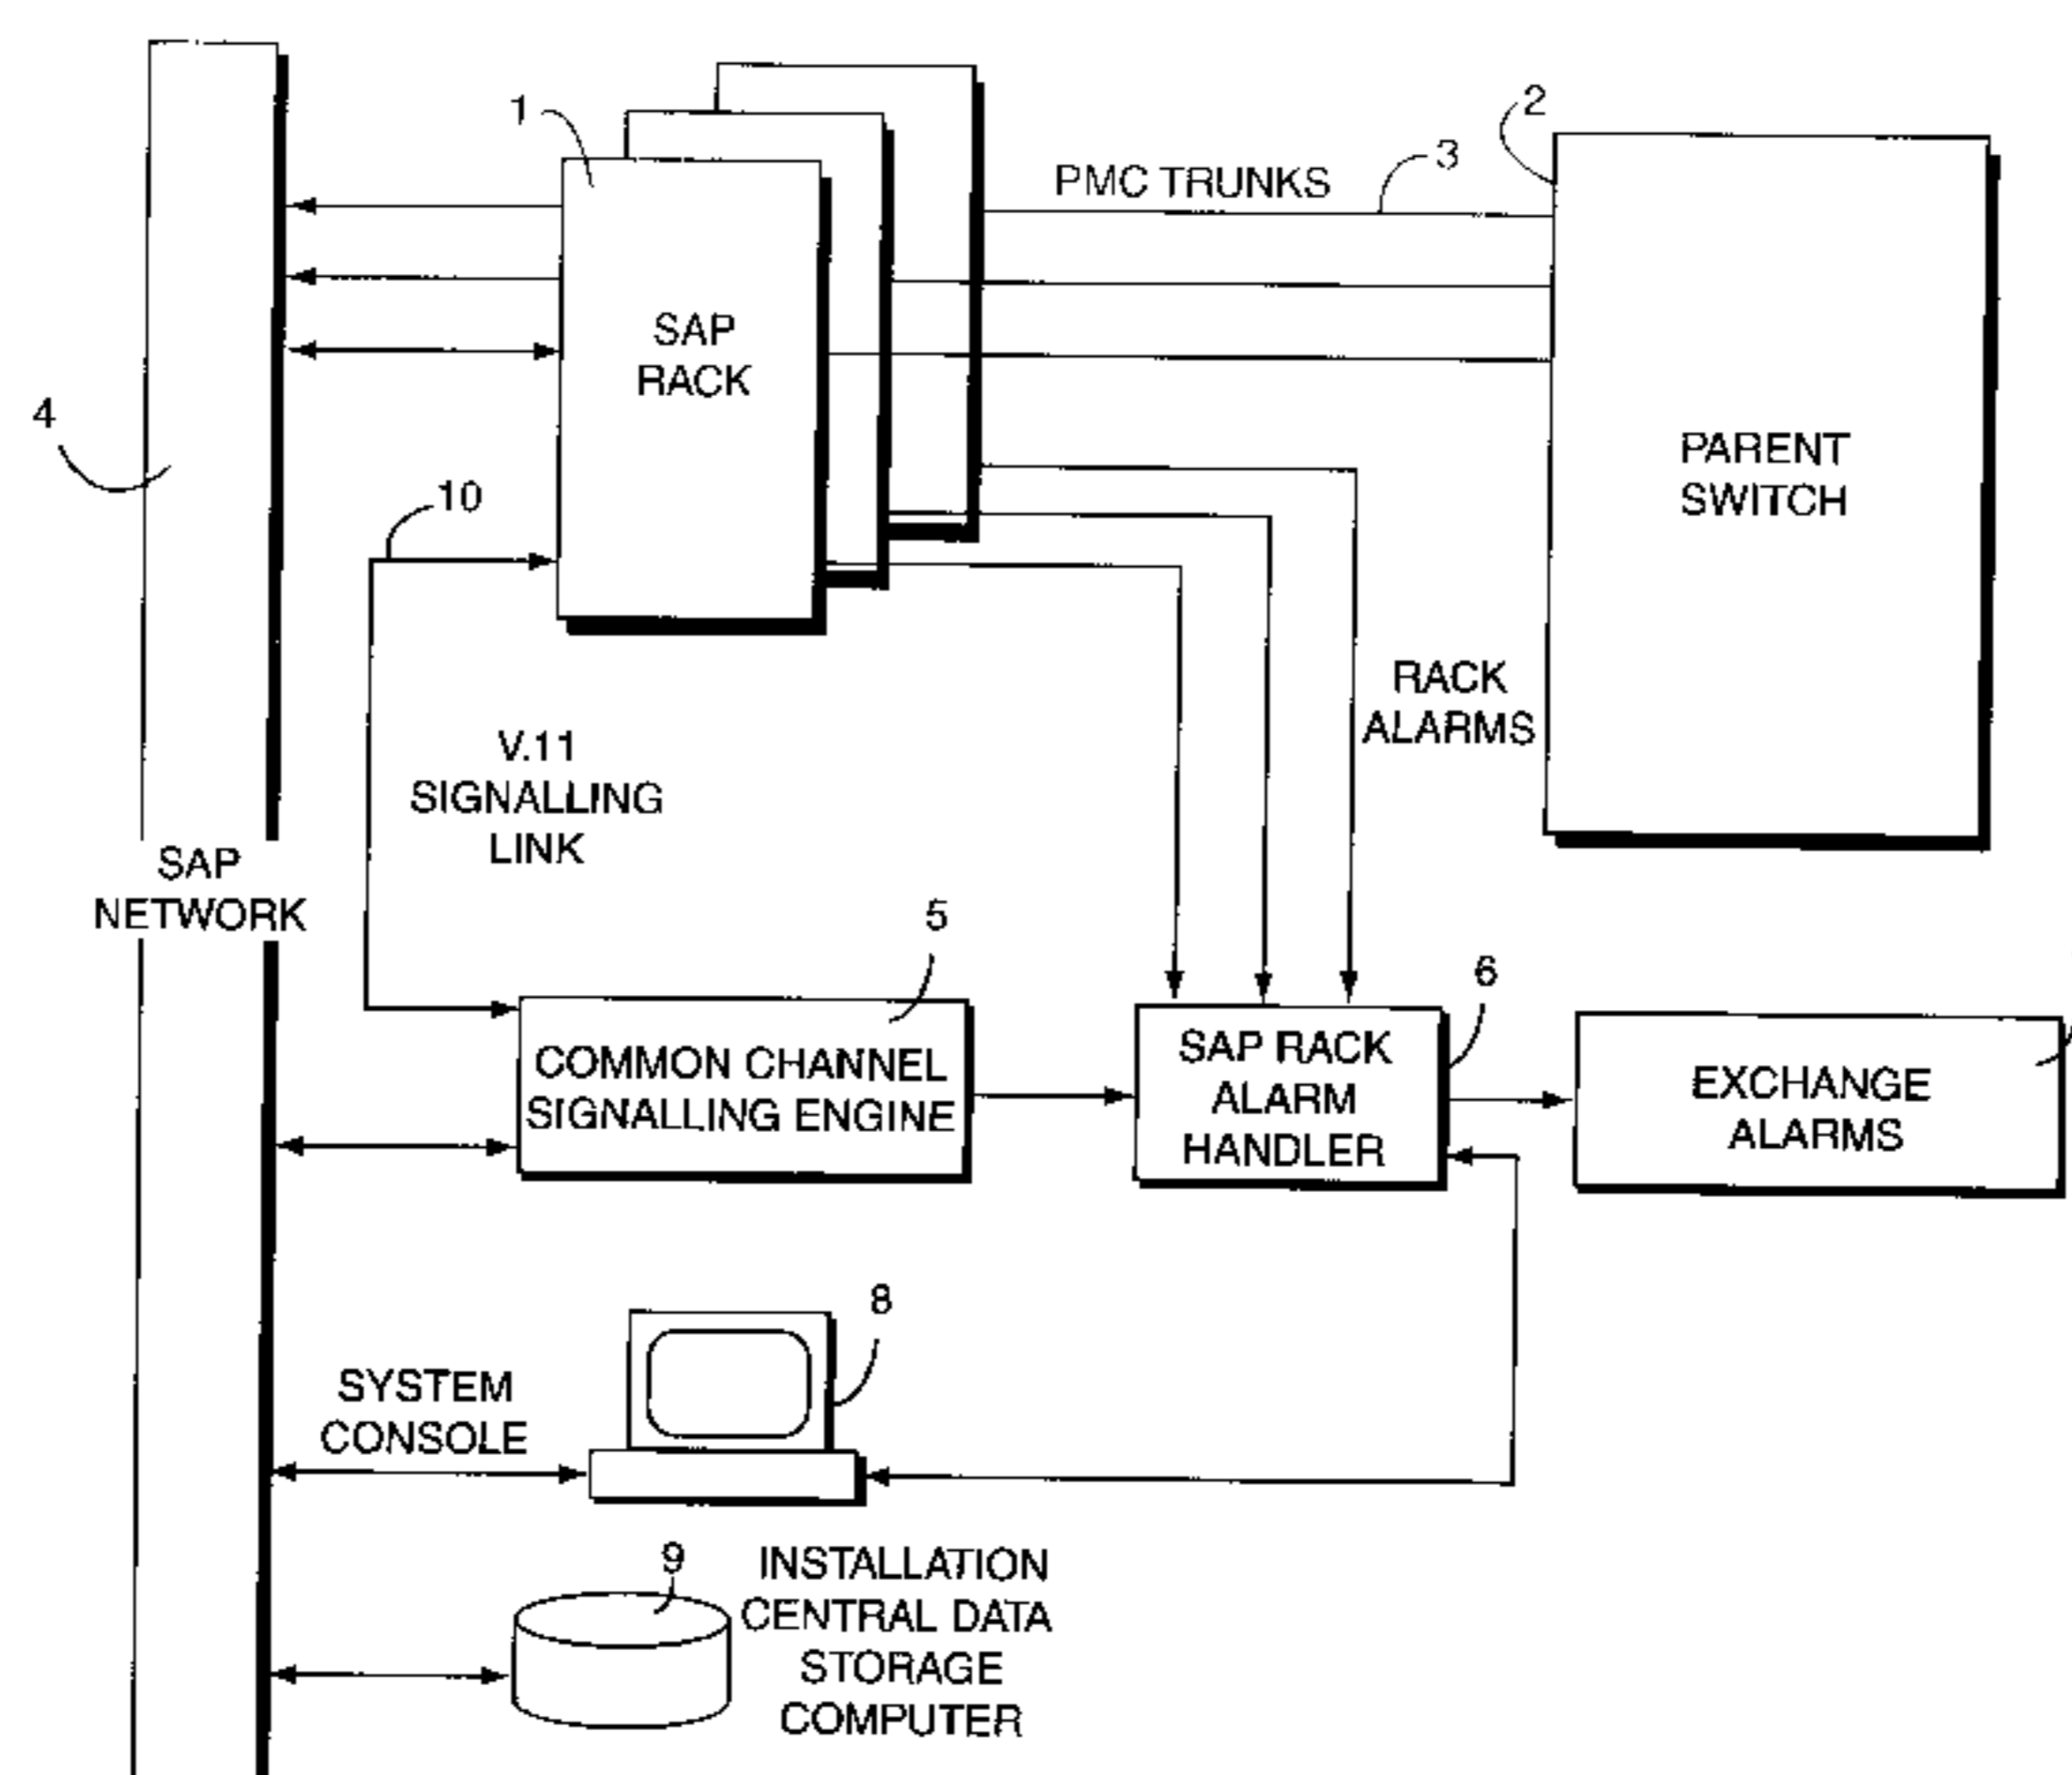 1
2
PMC TRUNKS
3
SAP
RACK
4
PARENT
SWITCH
10
RACK
ALARMS
V.11
SIGNALLING
LINK
SAP
NETWORK
5
6
COMMON CHANNEL
SIGNALLING ENGINE
SAP RACK
ALARM
HANDLER
EXCHANGE
ALARMS
8
SYSTEM
CONSOLE
9
INSTALLATION
CENTRAL DATA
STORAGE
COMPUTER